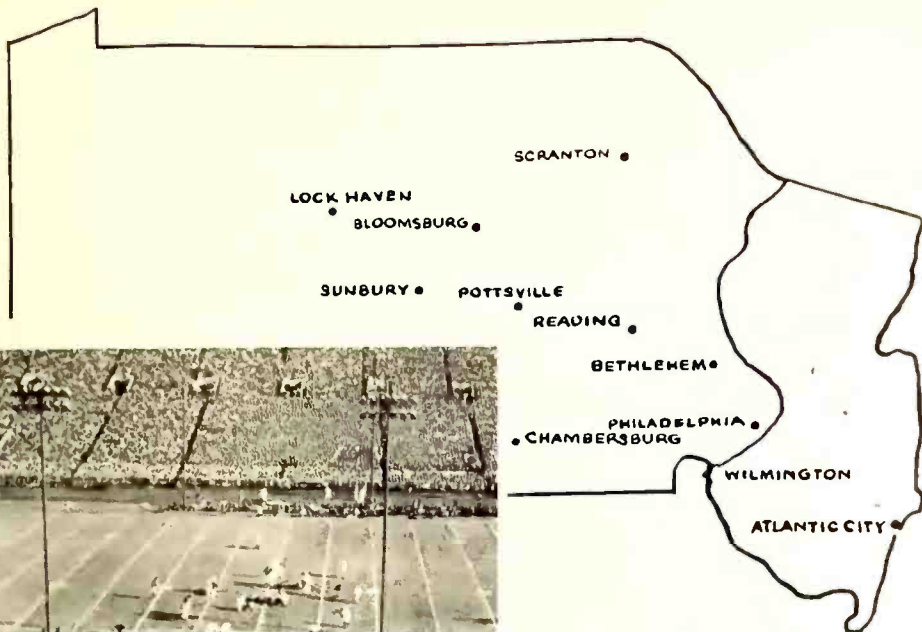 SCRANTON
LOCK HAVEN
BLOOMSBURG
SUNBURY
POTTSVILLE
READING
BETHLEHEM
PHILADELPHIA
CHAMBERSBURG
WILMINGTON
ATLANTIC CITY